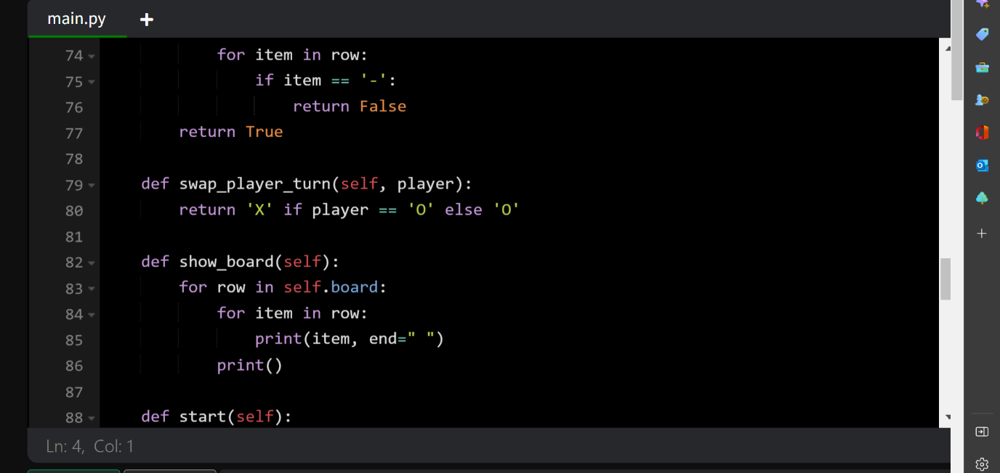 main.py +
74 for item in row:
75 if item == '-':
76 return False
77 return True
78
79 def swap_player_turn(self, player):
80 return 'X' if player == 'O' else 'O'
81
82 def show_board(self):
83 for row in self.board:
84 for item in row:
85 print(item, end=" ")
86 print()
87
88 def start(self):
Ln: 4, Col: 1